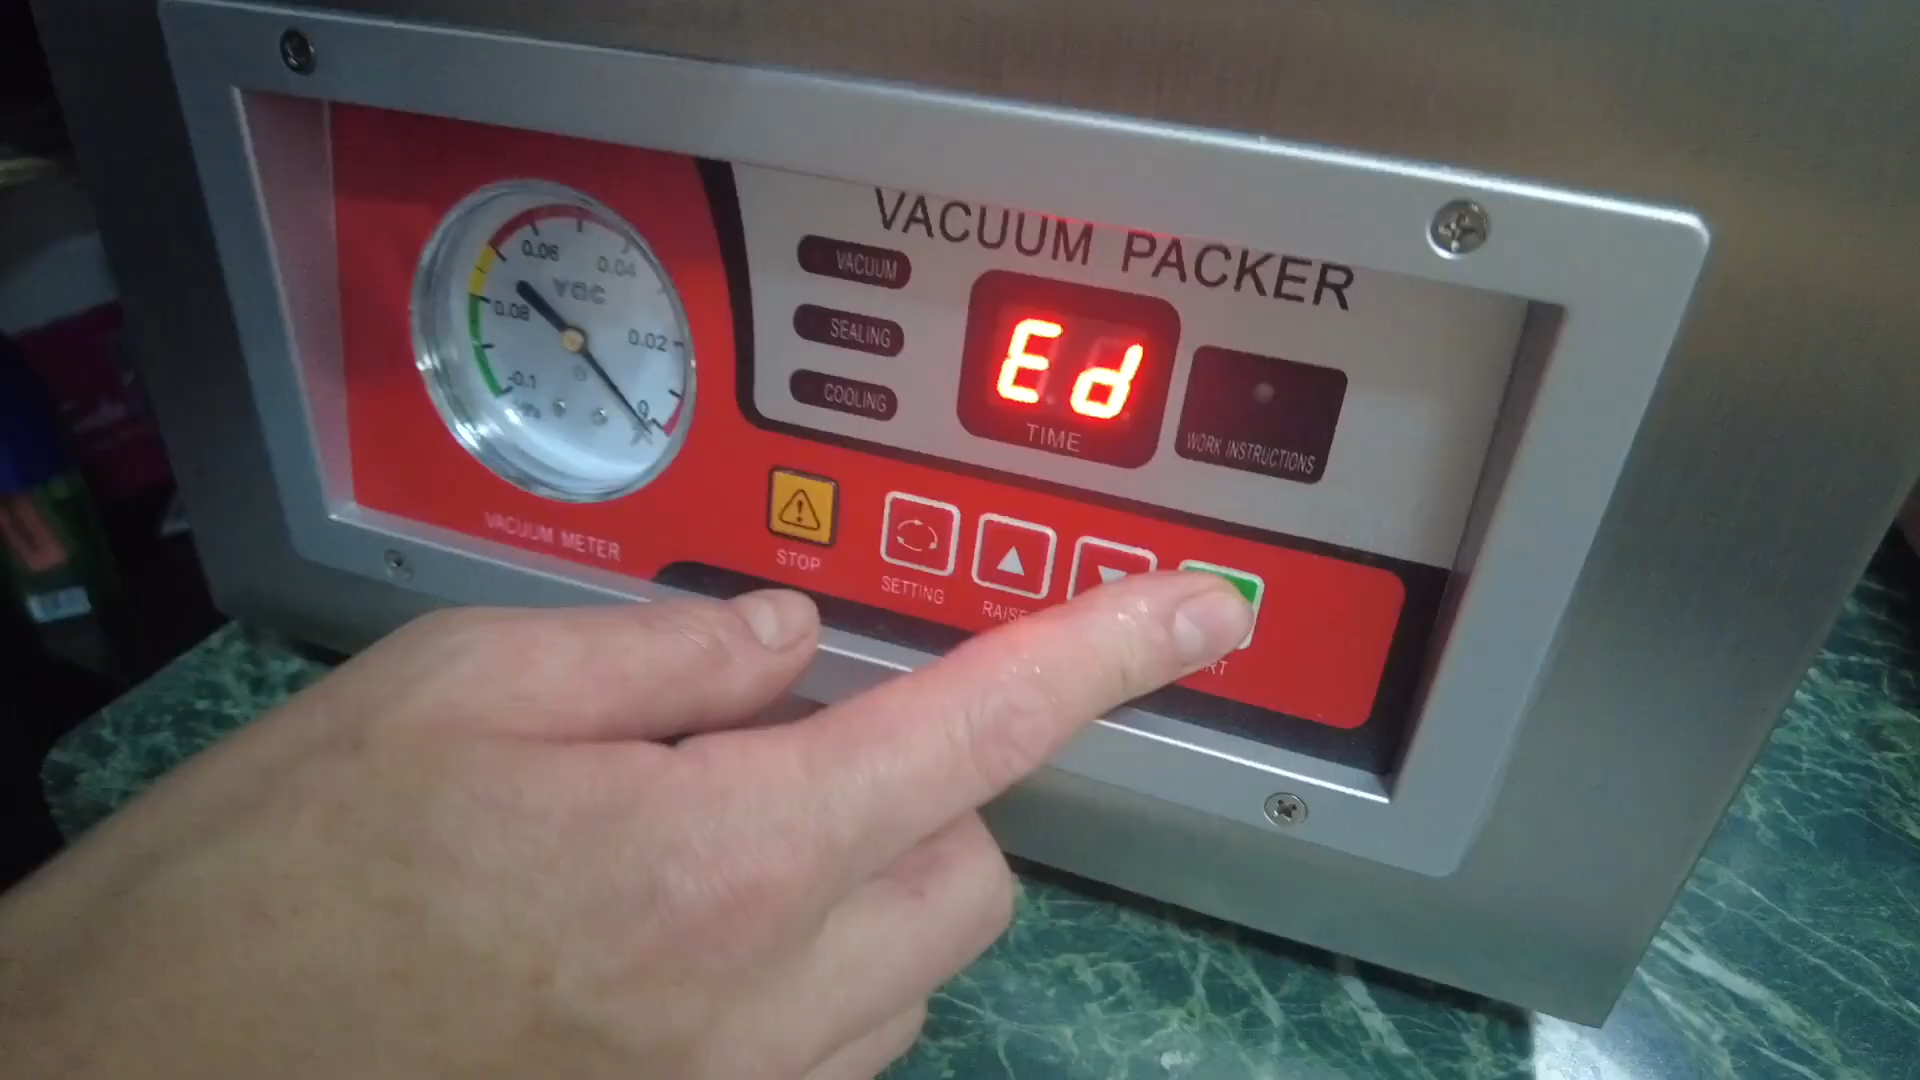 VACUUM PACKER
VACUUM
SEALING
COOLING
Ed
TIME
WORK INSTRUCTIONS
0.06
0.04
VAC
0.08
0.02
-0.1
0
VACUUM METER
STOP
SETTING